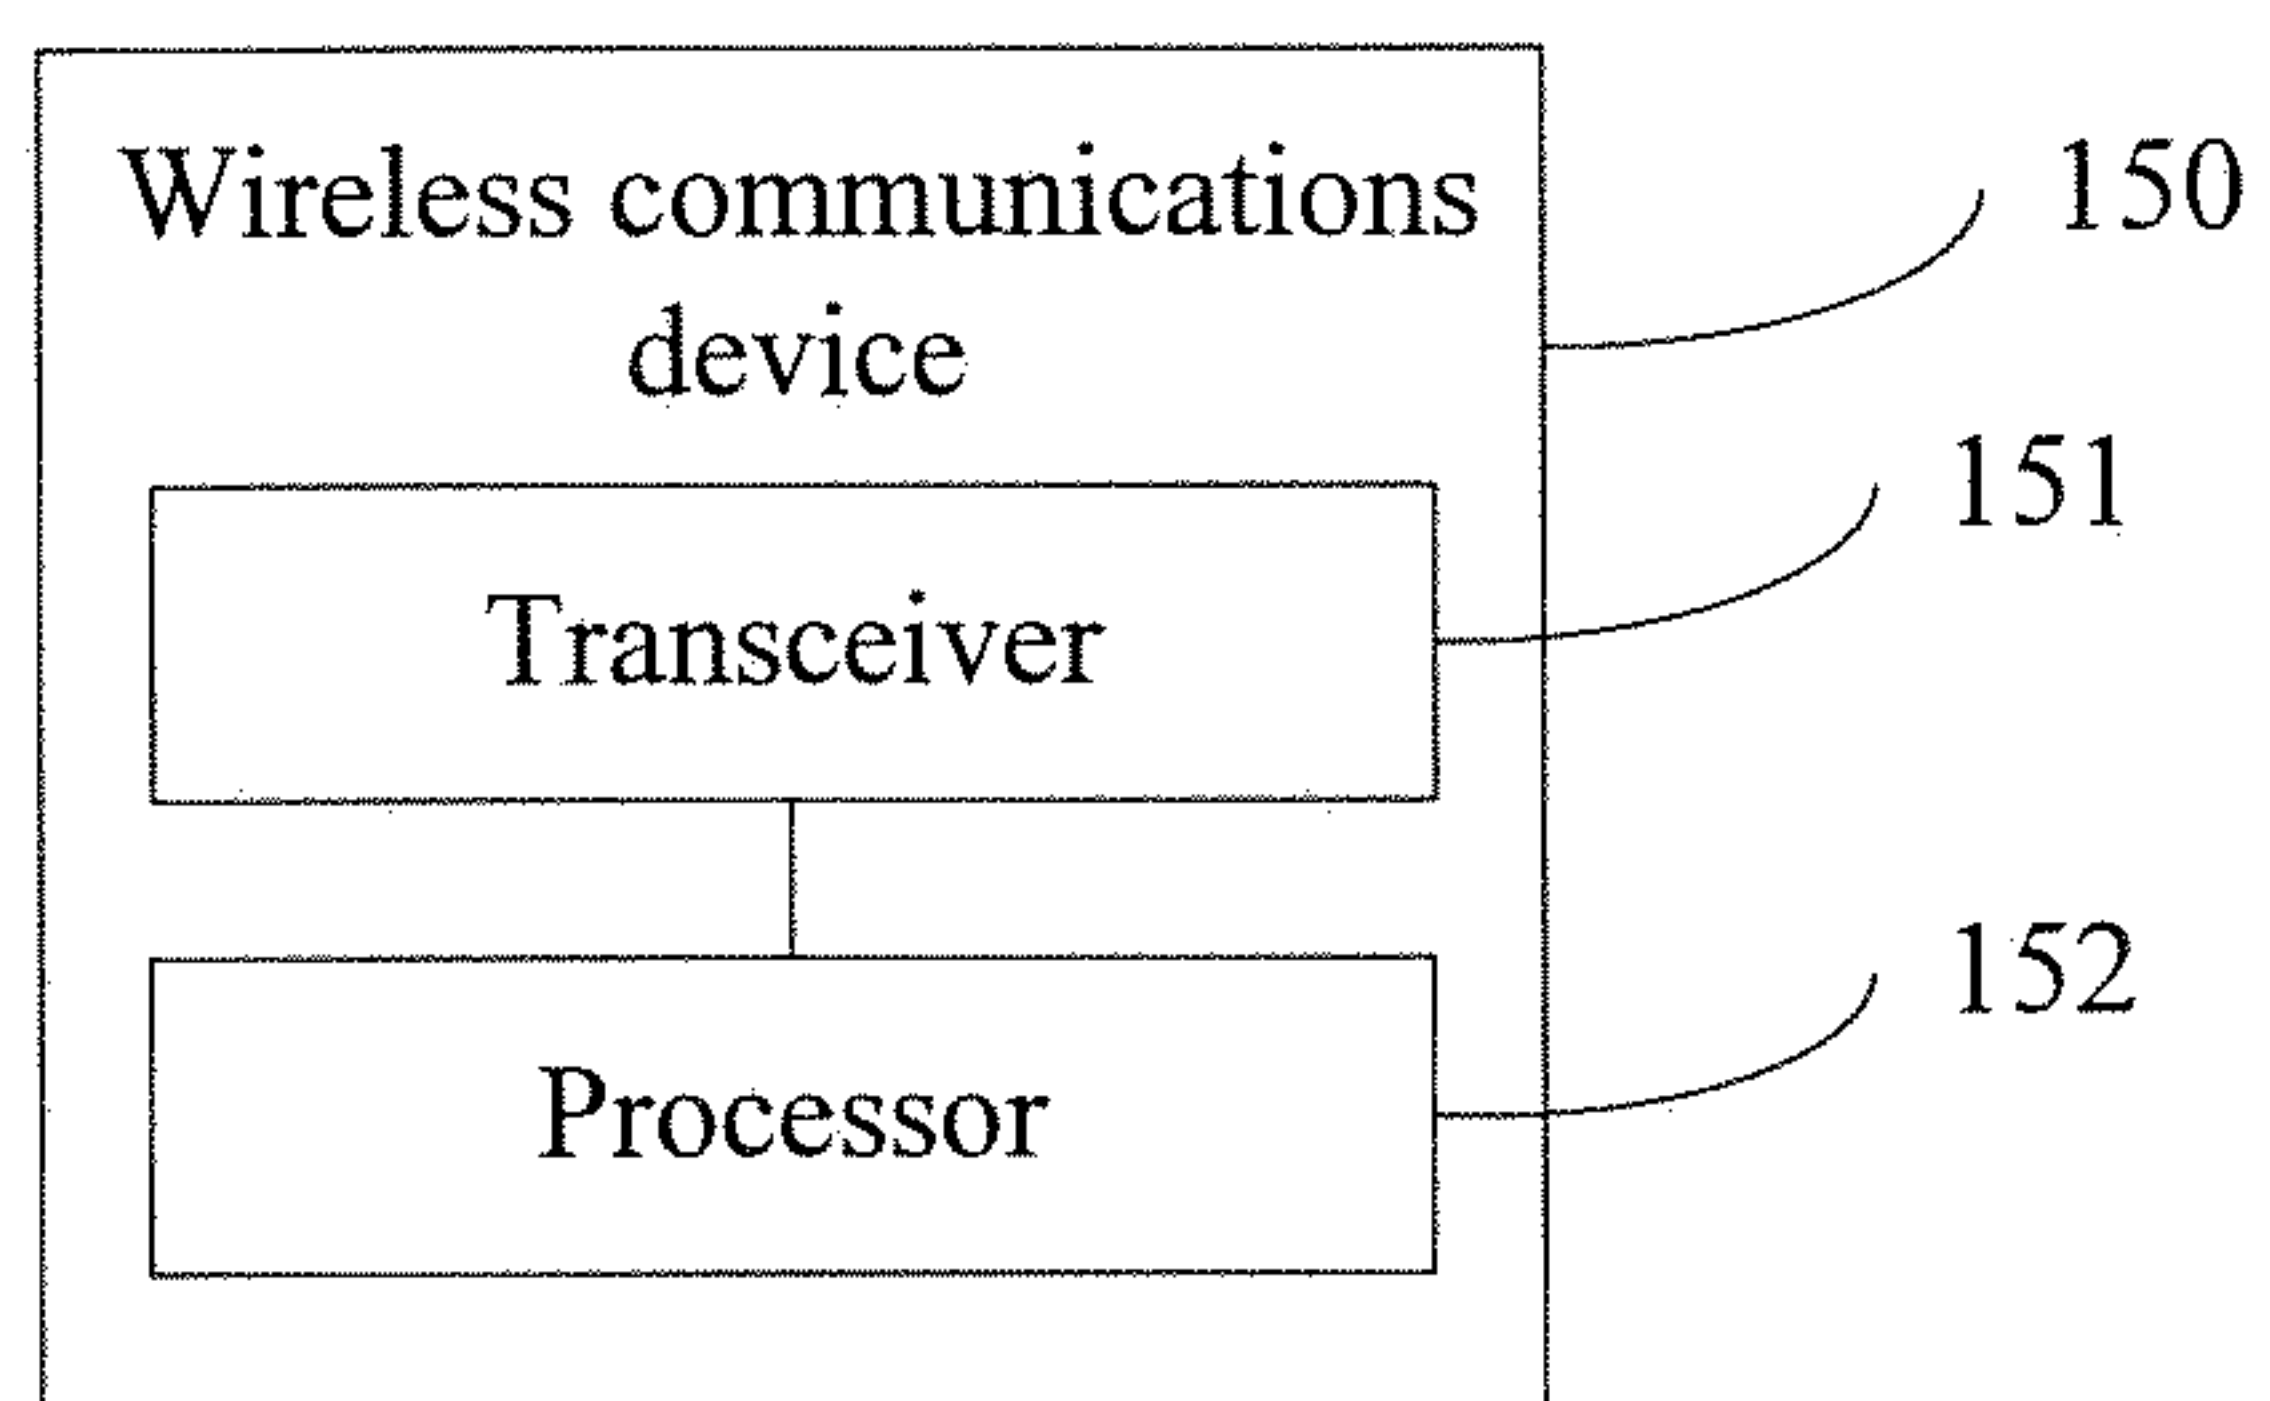 Wireless communications
device
150
151
Transceiver
152
Processor